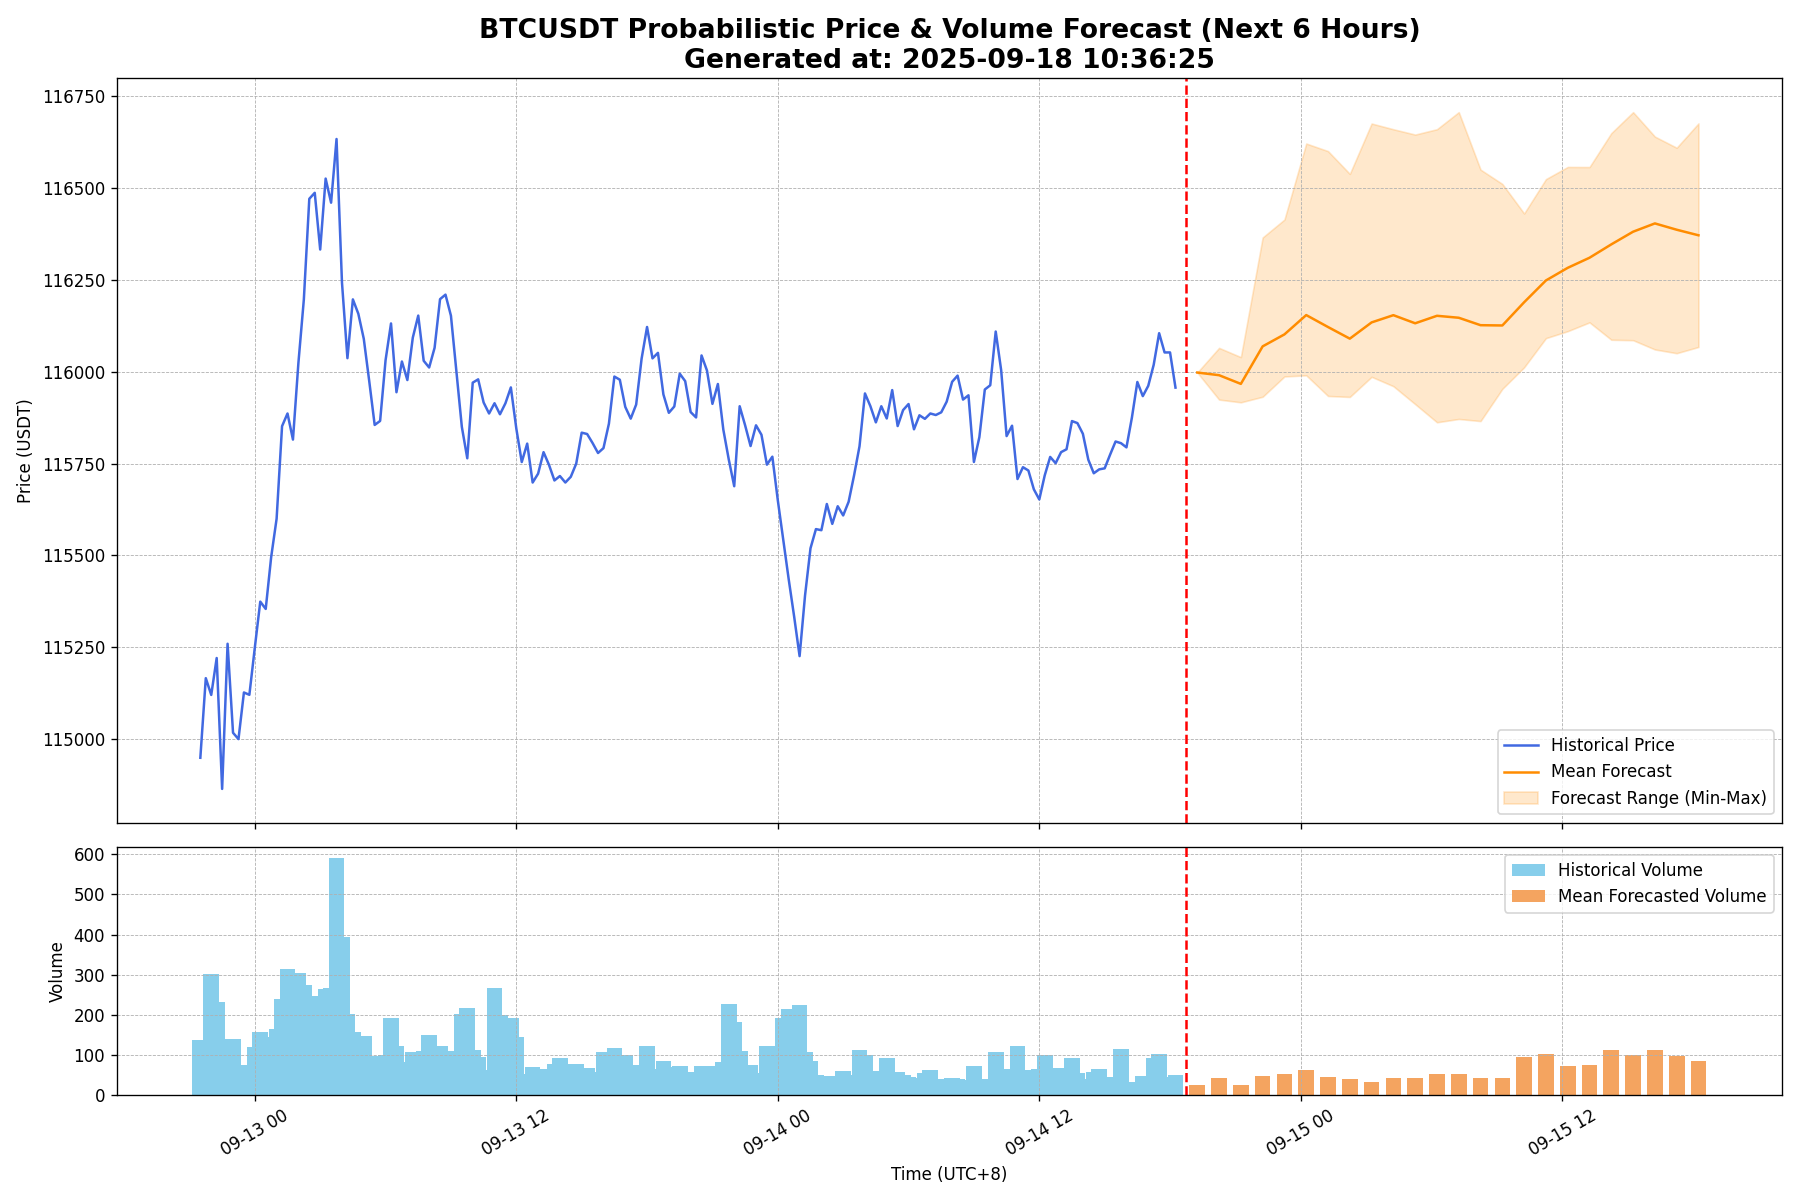 BTCUSDT Probabilistic Price & Volume Forecast (Next 6 Hours)
Generated at: 2025-09-18 10:36:25
Price (USDT)
116750
116500
116250
116000
115750
115500
115250
115000
Historical Price
Mean Forecast
Forecast Range (Min-Max)
Volume
600
500
400
300
200
100
0
Historical Volume
Mean Forecasted Volume
09-13 00
09-13 12
09-14 00
09-14 12
09-15 00
09-15 12
Time (UTC+8)